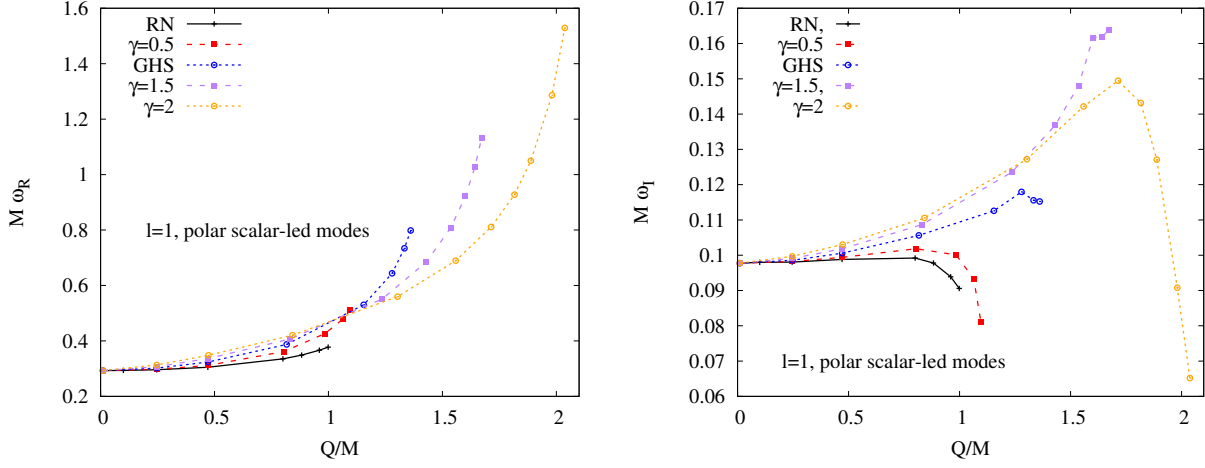 RN
γ=0.5
GHS
γ=1.5
γ=2
1.6
1.4
1.2
1
0.8
0.6
0.4
0.2
M ω_R
l=1, polar scalar-led modes
0
0.5
1
1.5
2
Q/M
RN,
γ=0.5
GHS
γ=1.5,
γ=2
0.17
0.16
0.15
0.14
0.13
0.12
0.11
0.1
0.09
0.08
0.07
0.06
M ω_I
l=1, polar scalar-led modes
0
0.5
1
1.5
2
Q/M